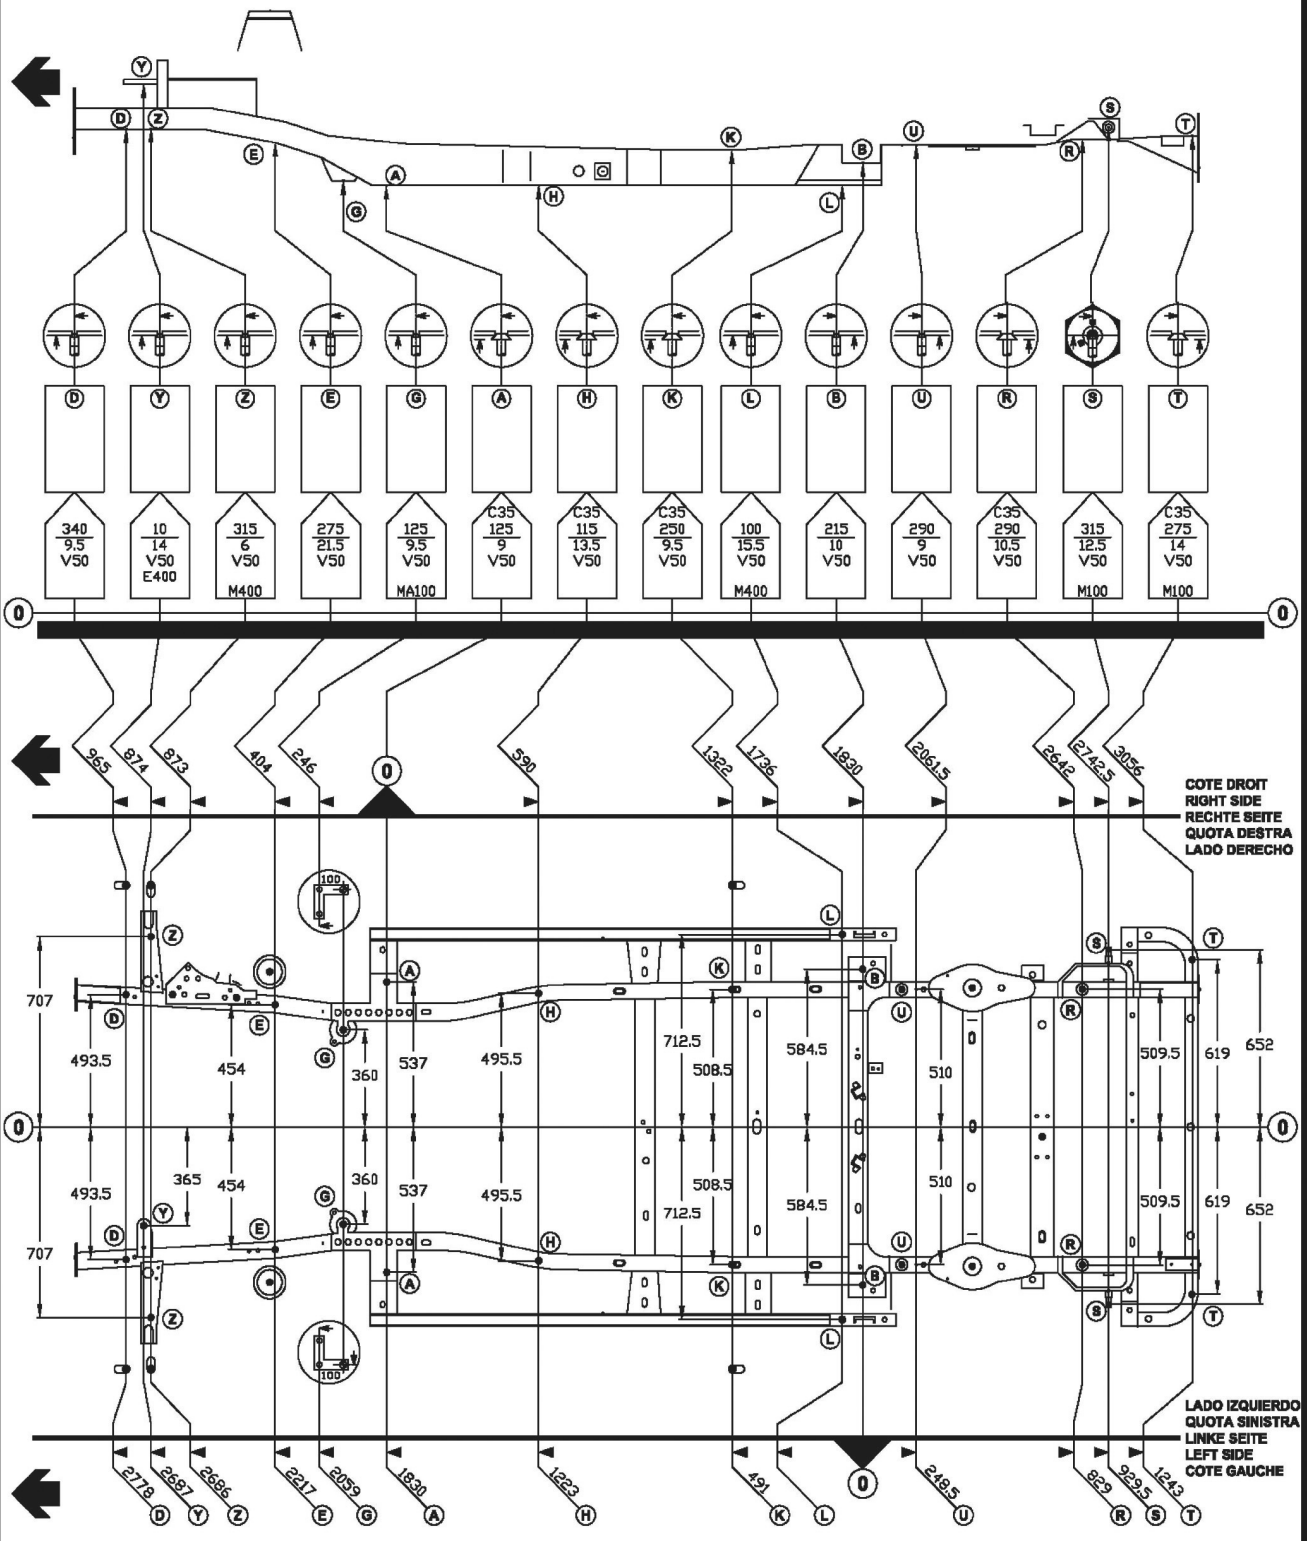 Y
S
D Z
T
U
K
E
B
R
A
H
L
G
D Y Z E G A H K L B U R S T
C35 C35 C35 C35 C35
340 10 315 275 125 125 115 250 100 215 290 290 315 275
9.5 14 6 21.5 9.5 9 13.5 9.5 15.5 10 9 10.5 12.5 14
V50 V50 V50 V50 V50 V50 V50 V50 V50 V50 V50 V50 V50 V50
E400
M400 MA100 M400 M100 M100
0 0
965 874 873 404 246 590 1322 1736 1830 2061.5 2642 2742.5 3056
0
COTE DROIT
RIGHT SIDE
RECHTE SEITE
QUOTA DESTRA
LADO DERECHO
100
L
Z S T
A K B
707
D E H U R
G
712.5
493.5 454 360 537 495.5 508.5 584.5 510 509.5 619 652
0 0
493.5 365 454 360 537 495.5 508.5 584.5 510 509.5 619 652
712.5
G
Y
D E H U R
707
A K B
Z S T
L
100
LADO IZQUIERDO
QUOTA SINISTRA
LINKE SEITE
LEFT SIDE
COTE GAUCHE
0
2778 2687 2686 2217 2059 1830 1223 491 248.5 829 929.5 1243
D Y Z E G A H K L U R S T